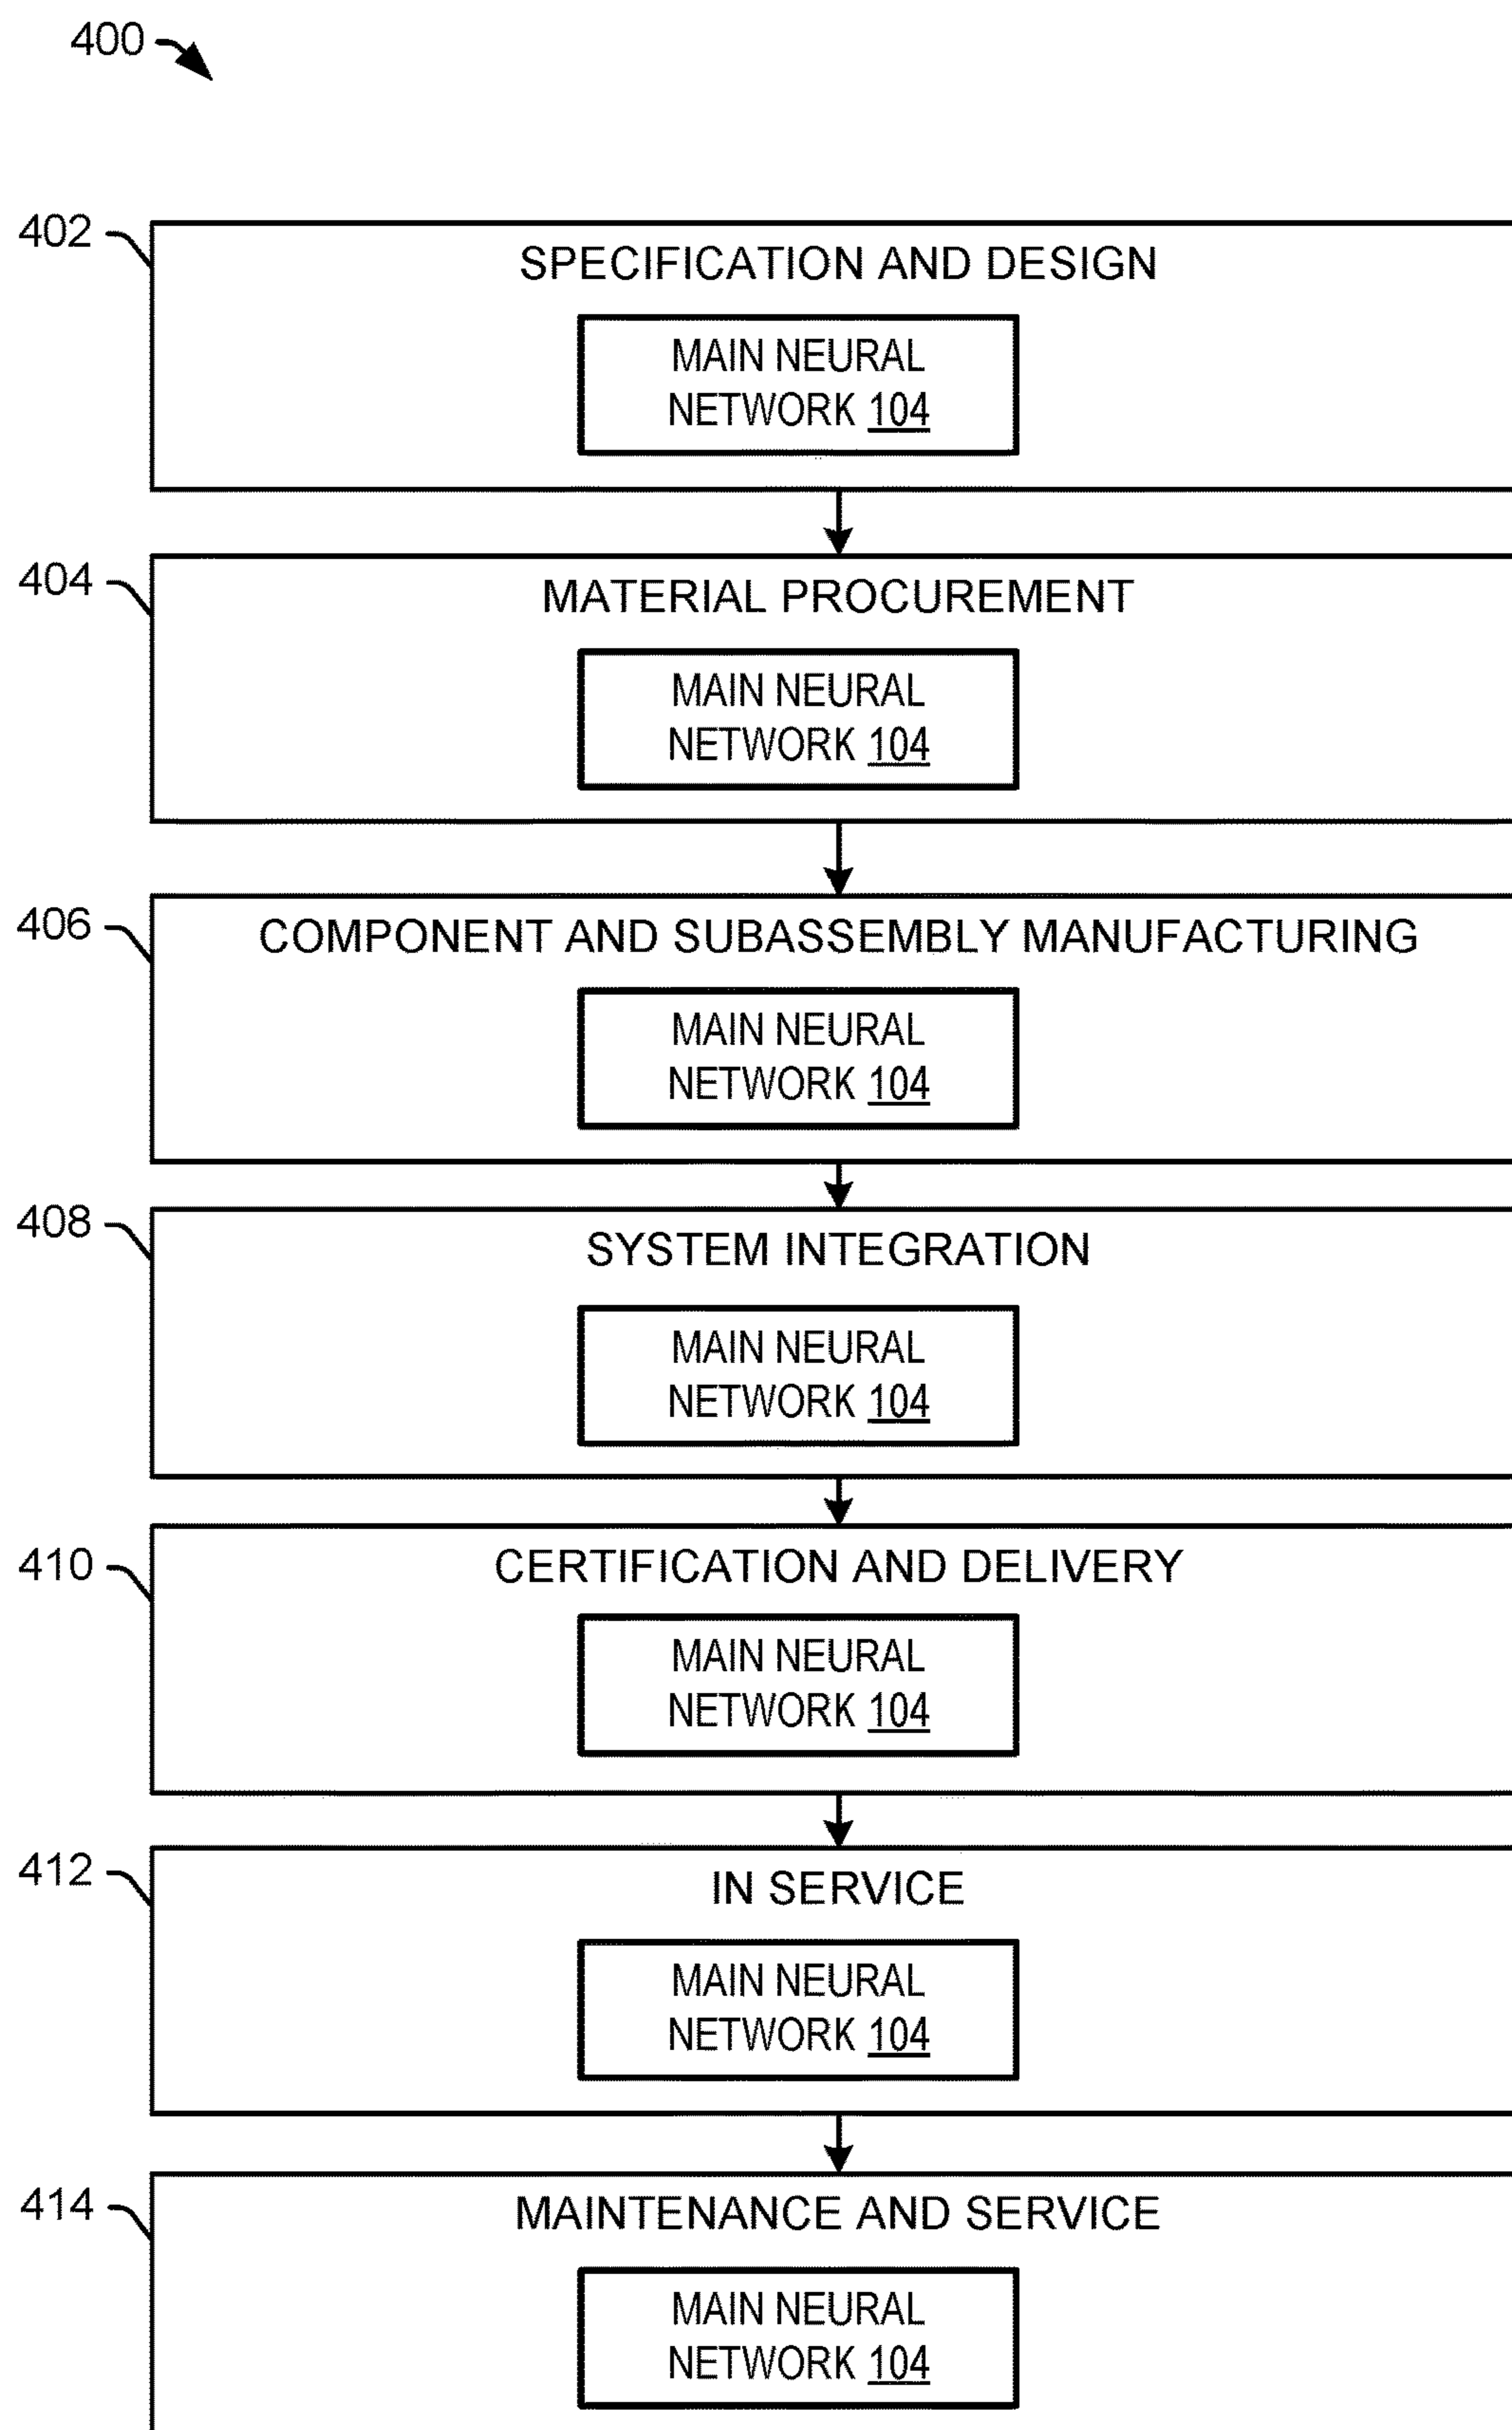 400
402
SPECIFICATION AND DESIGN
MAIN NEURAL
NETWORK 104
404
MATERIAL PROCUREMENT
MAIN NEURAL
NETWORK 104
406
COMPONENT AND SUBASSEMBLY MANUFACTURING
MAIN NEURAL
NETWORK 104
408
SYSTEM INTEGRATION
MAIN NEURAL
NETWORK 104
410
CERTIFICATION AND DELIVERY
MAIN NEURAL
NETWORK 104
412
IN SERVICE
MAIN NEURAL
NETWORK 104
414
MAINTENANCE AND SERVICE
MAIN NEURAL
NETWORK 104